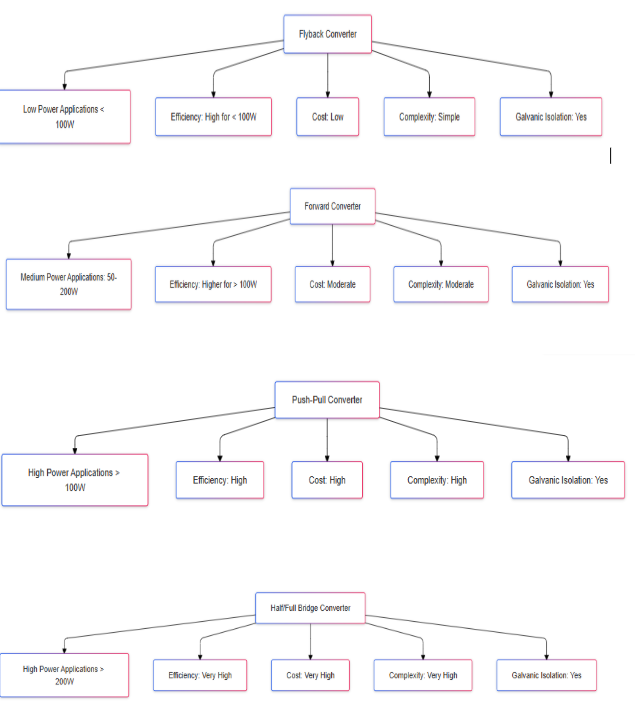 Flyback Converter
Low Power Applications <
100W
Efficiency: High for < 100W
Cost: Low
Complexity: Simple
Galvanic Isolation: Yes
Forward Converter
Medium Power Applications: 50-
200W
Efficiency: Higher for > 100W
Cost: Moderate
Complexity: Moderate
Galvanic Isolation: Yes
Push-Pull Converter
High Power Applications >
100W
Efficiency: High
Cost: High
Complexity: High
Galvanic Isolation: Yes
Half/Full Bridge Converter
High Power Applications >
200W
Efficiency: Very High
Cost: Very High
Complexity: Very High
Galvanic Isolation: Yes